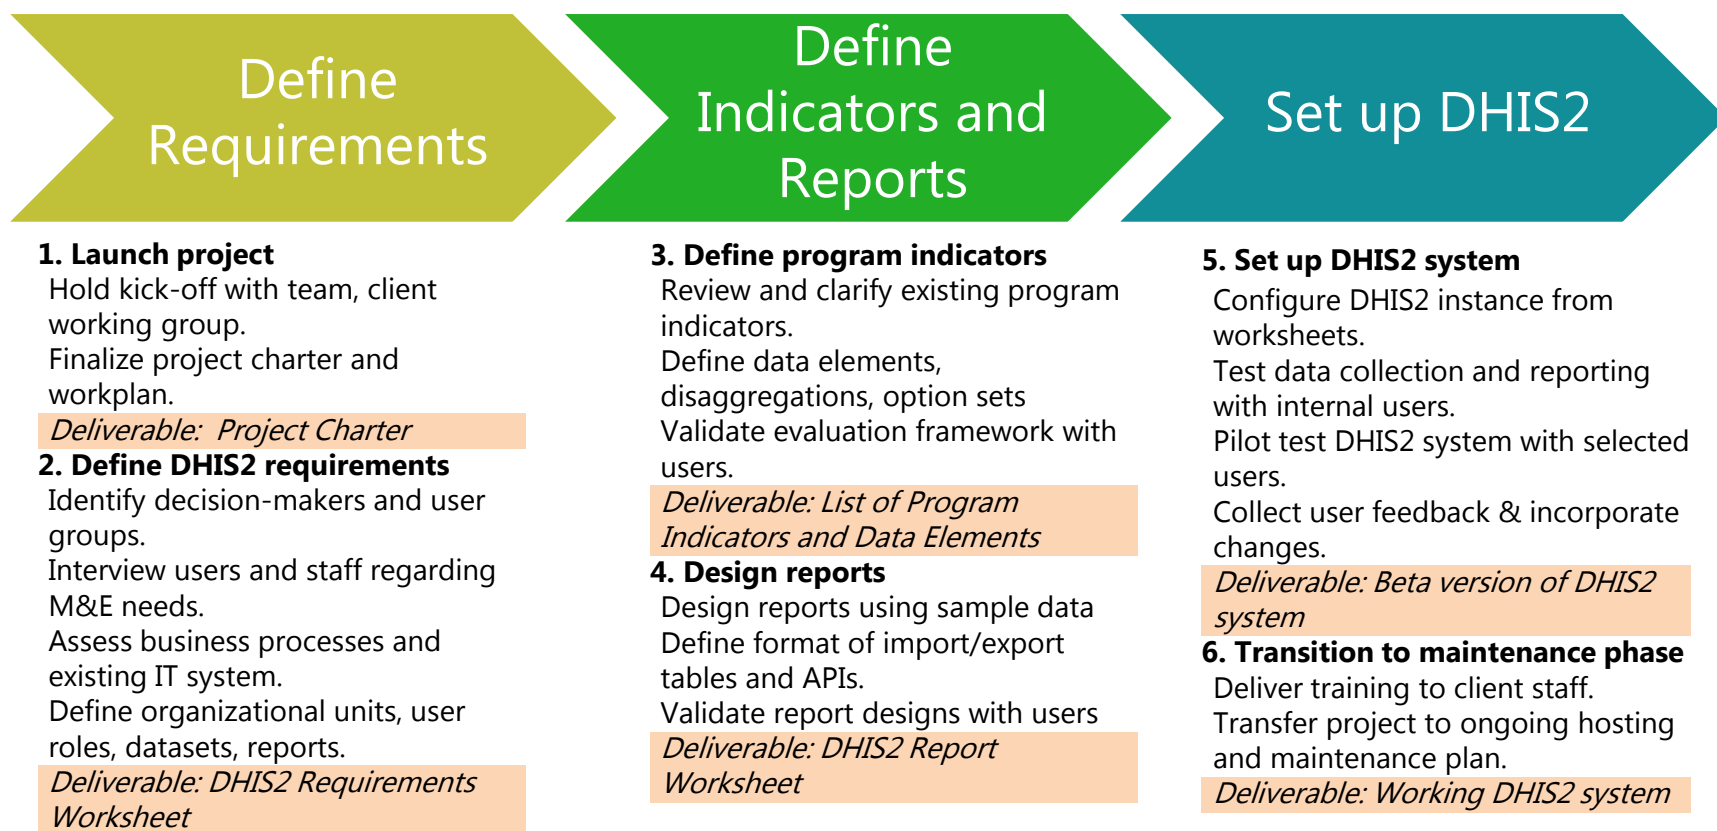 Define
Requirements
Define
Indicators and
Reports
Set up DHIS2
1. Launch project
Hold kick-off with team, client
working group.
Finalize project charter and
workplan.
Deliverable:  Project Charter
2. Define DHIS2 requirements
Identify decision-makers and user
groups.
Interview users and staff regarding
M&E needs.
Assess business processes and
existing IT system.
Define organizational units, user
roles, datasets, reports.
Deliverable: DHIS2 Requirements
Worksheet
3. Define program indicators
Review and clarify existing program
indicators.
Define data elements,
disaggregations, option sets
Validate evaluation framework with
users.
Deliverable: List of Program
Indicators and Data Elements
4. Design reports
Design reports using sample data
Define format of import/export
tables and APIs.
Validate report designs with users
Deliverable: DHIS2 Report
Worksheet
5. Set up DHIS2 system
Configure DHIS2 instance from
worksheets.
Test data collection and reporting
with internal users.
Pilot test DHIS2 system with selected
users.
Collect user feedback & incorporate
changes.
Deliverable: Beta version of DHIS2
system
6. Transition to maintenance phase
Deliver training to client staff.
Transfer project to ongoing hosting
and maintenance plan.
Deliverable: Working DHIS2 system